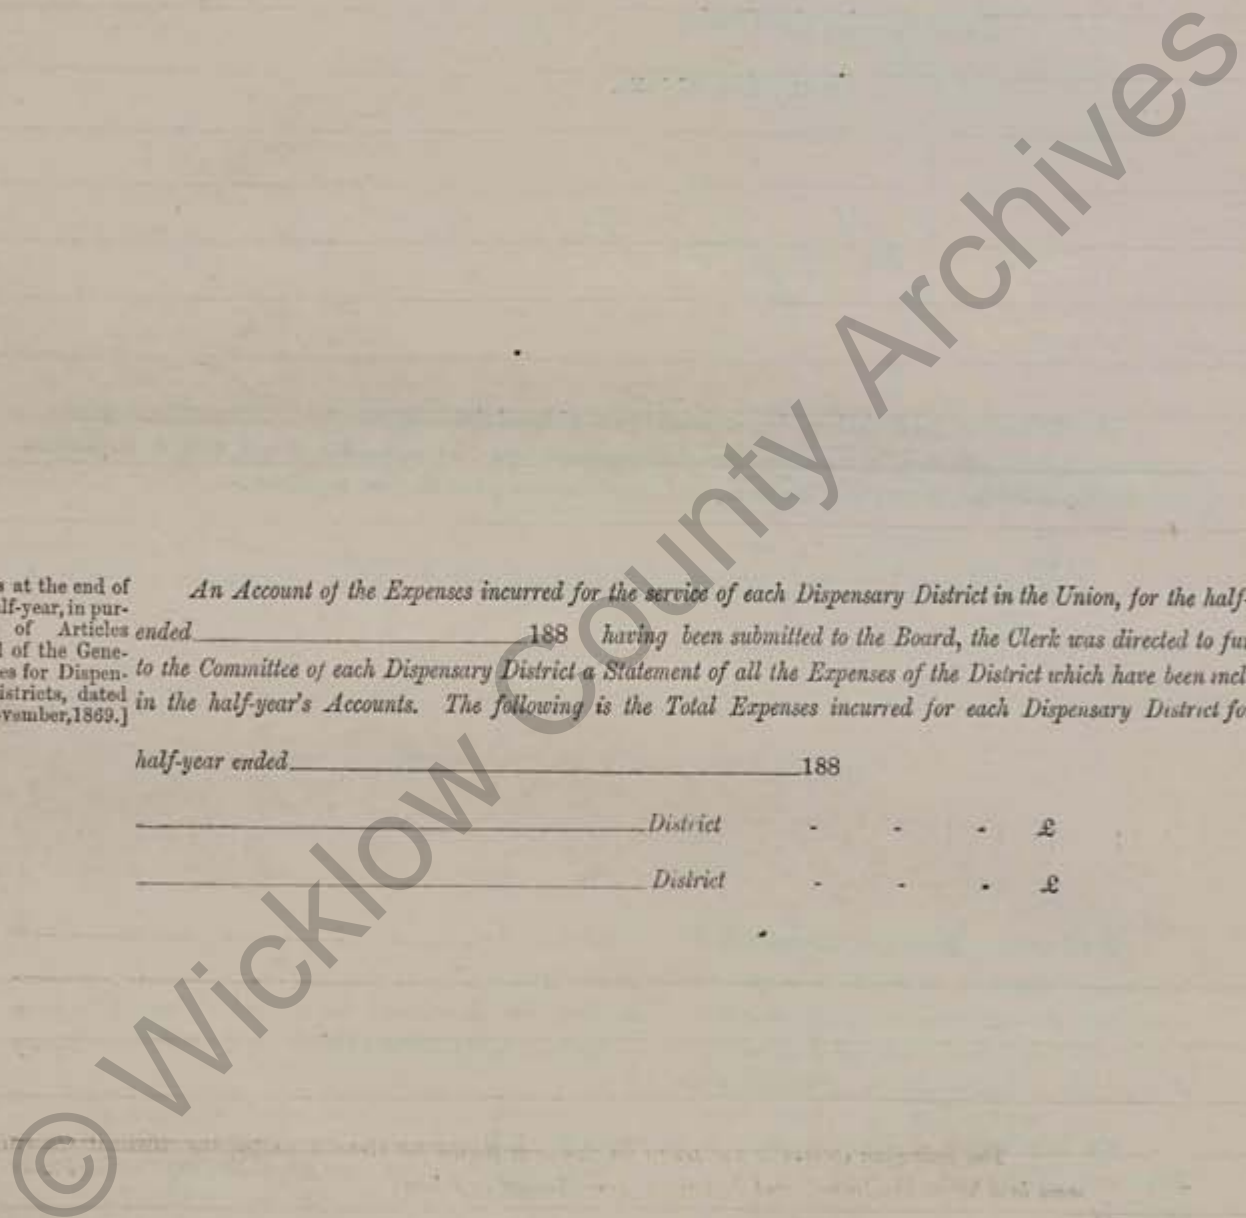 s at the end of
lf-year, in pur-
of Articles
l of the Gene-
es for Dispen-
istricts, dated
vember, 1869.]
An Account of the Expenses incurred for the service of each Dispensary District in the Union, for the half-
ended 188 having been submitted to the Board, the Clerk was directed to fur
to the Committee of each Dispensary District a Statement of all the Expenses of the District which have been incl
in the half-year's Accounts. The following is the Total Expenses incurred for each Dispensary District fo
half-year ended 188
District - - - £
District - - - £
© Wicklow County Archives